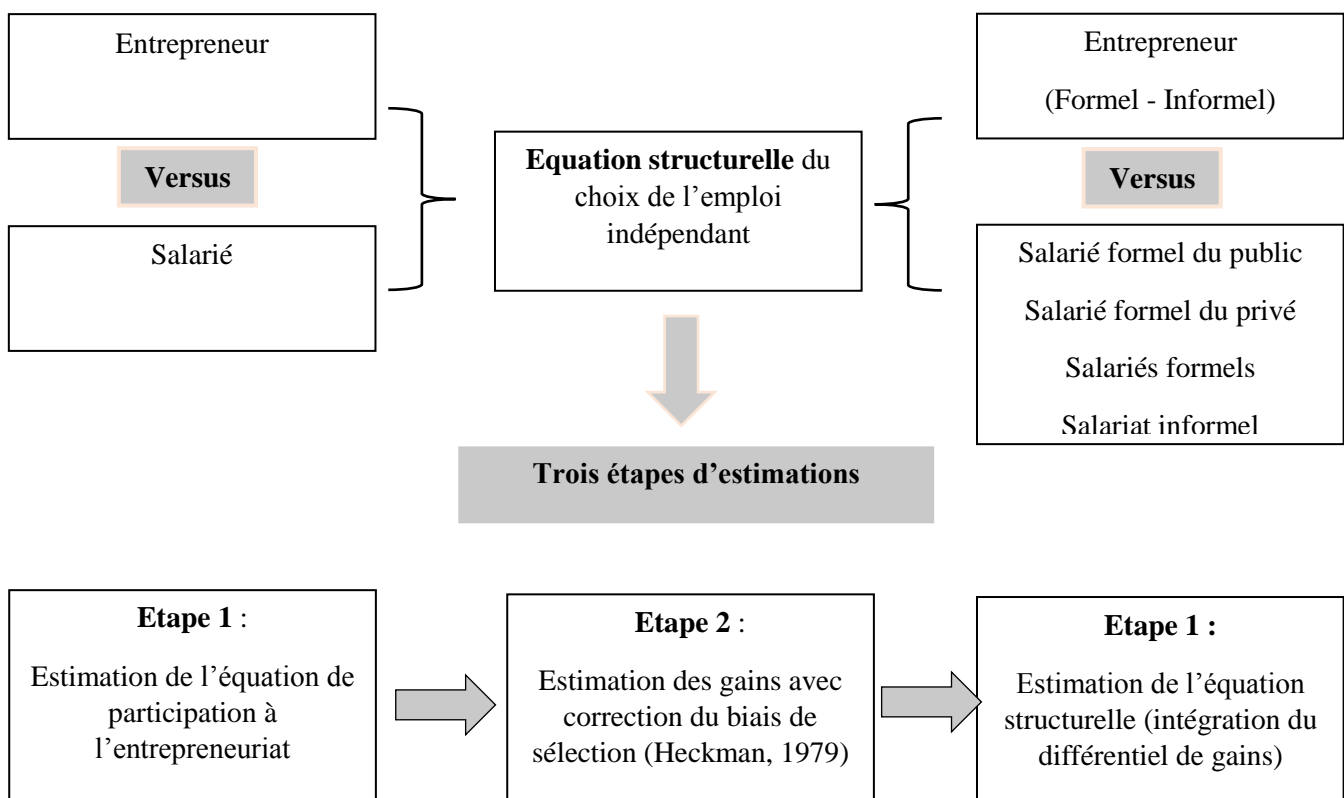 Entrepreneur
Versus
Salarié
Equation structurelle du
choix de l’emploi
indépendant
Entrepreneur
(Formel - Informel)
Versus
Salarié formel du public
Salarié formel du privé
Salariés formels
Salariat informel
Trois étapes d’estimations
Etape 1 :
Estimation de l’équation de
participation à
l’entrepreneuriat
Etape 2 :
Estimation des gains avec
correction du biais de
sélection (Heckman, 1979)
Etape 1 :
Estimation de l’équation
structurelle (intégration du
différentiel de gains)